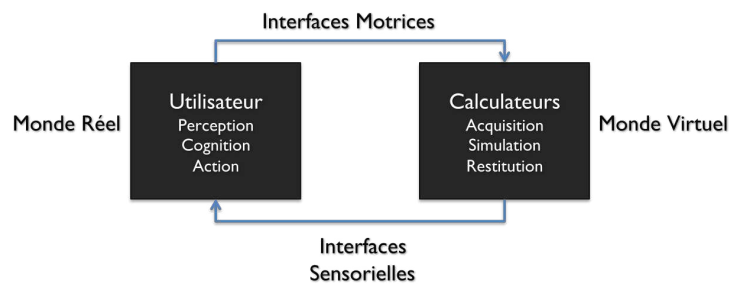 Interfaces Motrices
Monde Réel
Utilisateur
Perception
Cognition
Action
Calculateurs
Acquisition
Simulation
Restitution
Monde Virtuel
Interfaces
Sensorielles